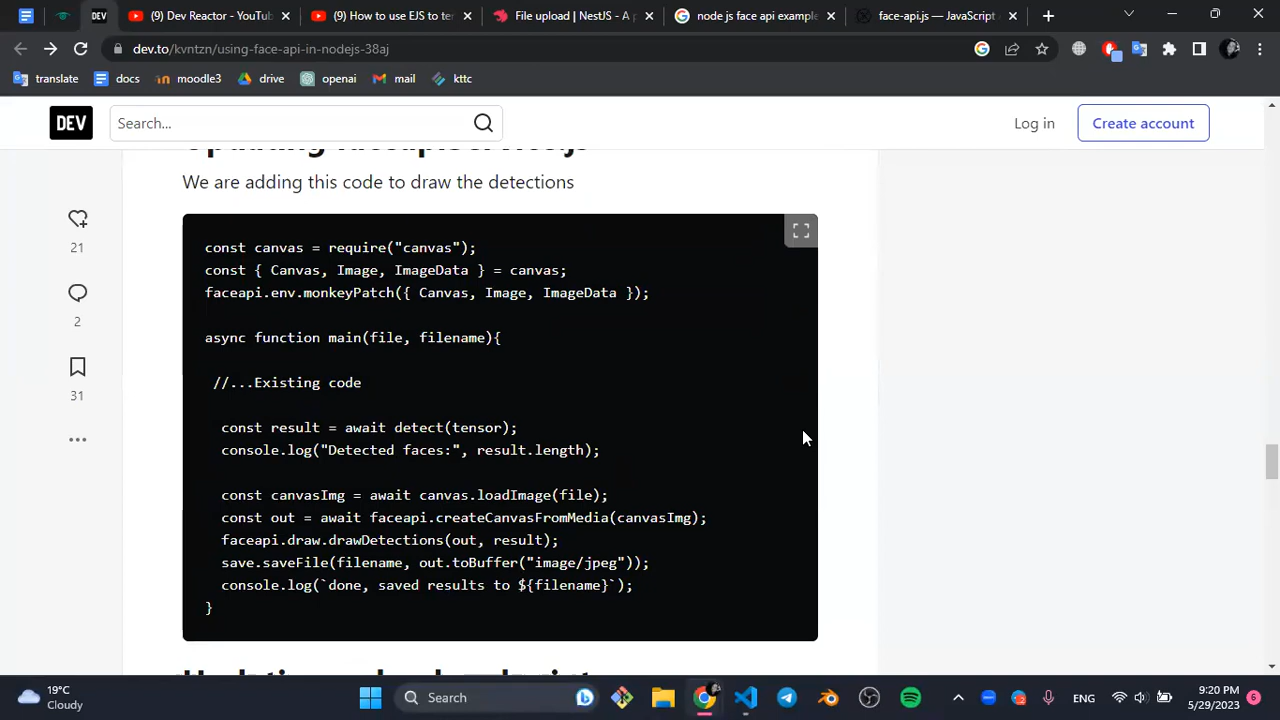 (9) Dev Reactor - YouTu
(9) How to use EJS to te
File upload | NestJS - A p
node js face api example
face-api.js — JavaScript
dev.to/kvntzn/using-face-api-in-nodejs-38aj
translate
docs
moodle3
drive
openai
mail
kttc
DEV
Search...
Log in
Create account
We are adding this code to draw the detections
const canvas = require("canvas");
const { Canvas, Image, ImageData } = canvas;
faceapi.env.monkeyPatch({ Canvas, Image, ImageData });
async function main(file, filename){
//...Existing code
const result = await detect(tensor);
console.log("Detected faces:", result.length);
const canvasImg = await canvas.loadImage(file);
const out = await faceapi.createCanvasFromMedia(canvasImg);
faceapi.draw.drawDetections(out, result);
save.saveFile(filename, out.toBuffer("image/jpeg"));
console.log(`done, saved results to ${filename}`);
}
21
2
31
19°C
Cloudy
Search
ENG
9:20 PM
5/29/2023
6